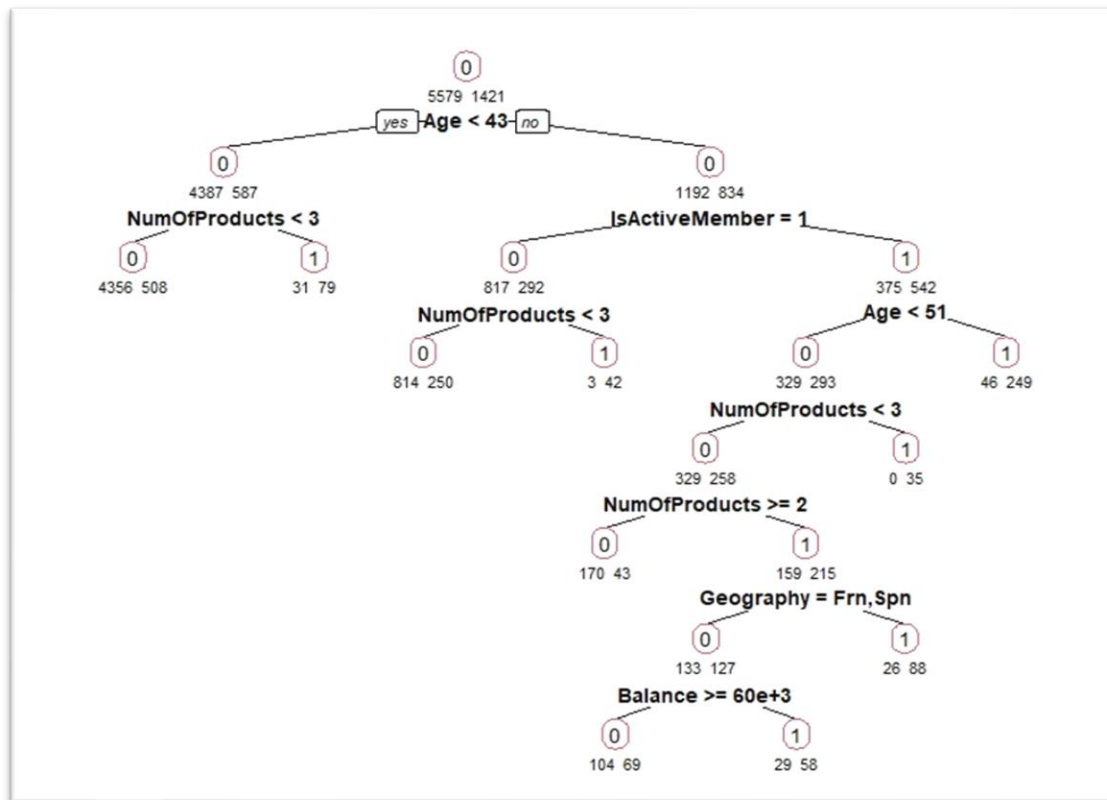 0
5579 1421
yes Age < 43 no
0 0
4387 587 1192 834
NumOfProducts < 3 IsActiveMember = 1
0 1 0 1
4356 508 31 79 817 292 375 542
NumOfProducts < 3 Age < 51
0 1 0 1
814 250 3 42 329 293 46 249
NumOfProducts < 3
0 1
329 258 0 35
NumOfProducts >= 2
0 1
170 43 159 215
Geography = Frn,Spn
0 1
133 127 26 88
Balance >= 60e+3
0 1
104 69 29 58